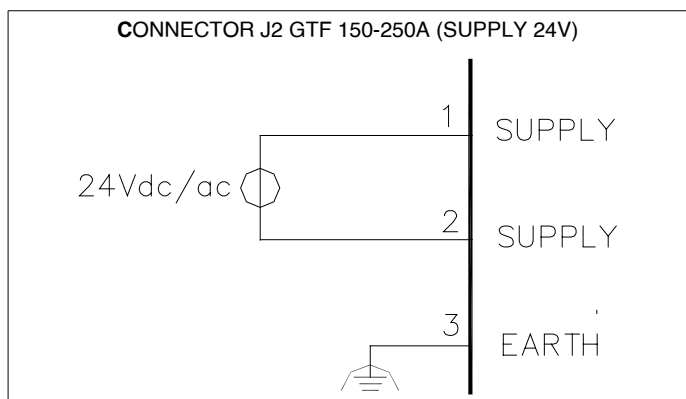 CONNECTOR J2 GTF 150-250A (SUPPLY 24V)
1 SUPPLY
24Vdc/ac
2 SUPPLY
3 EARTH